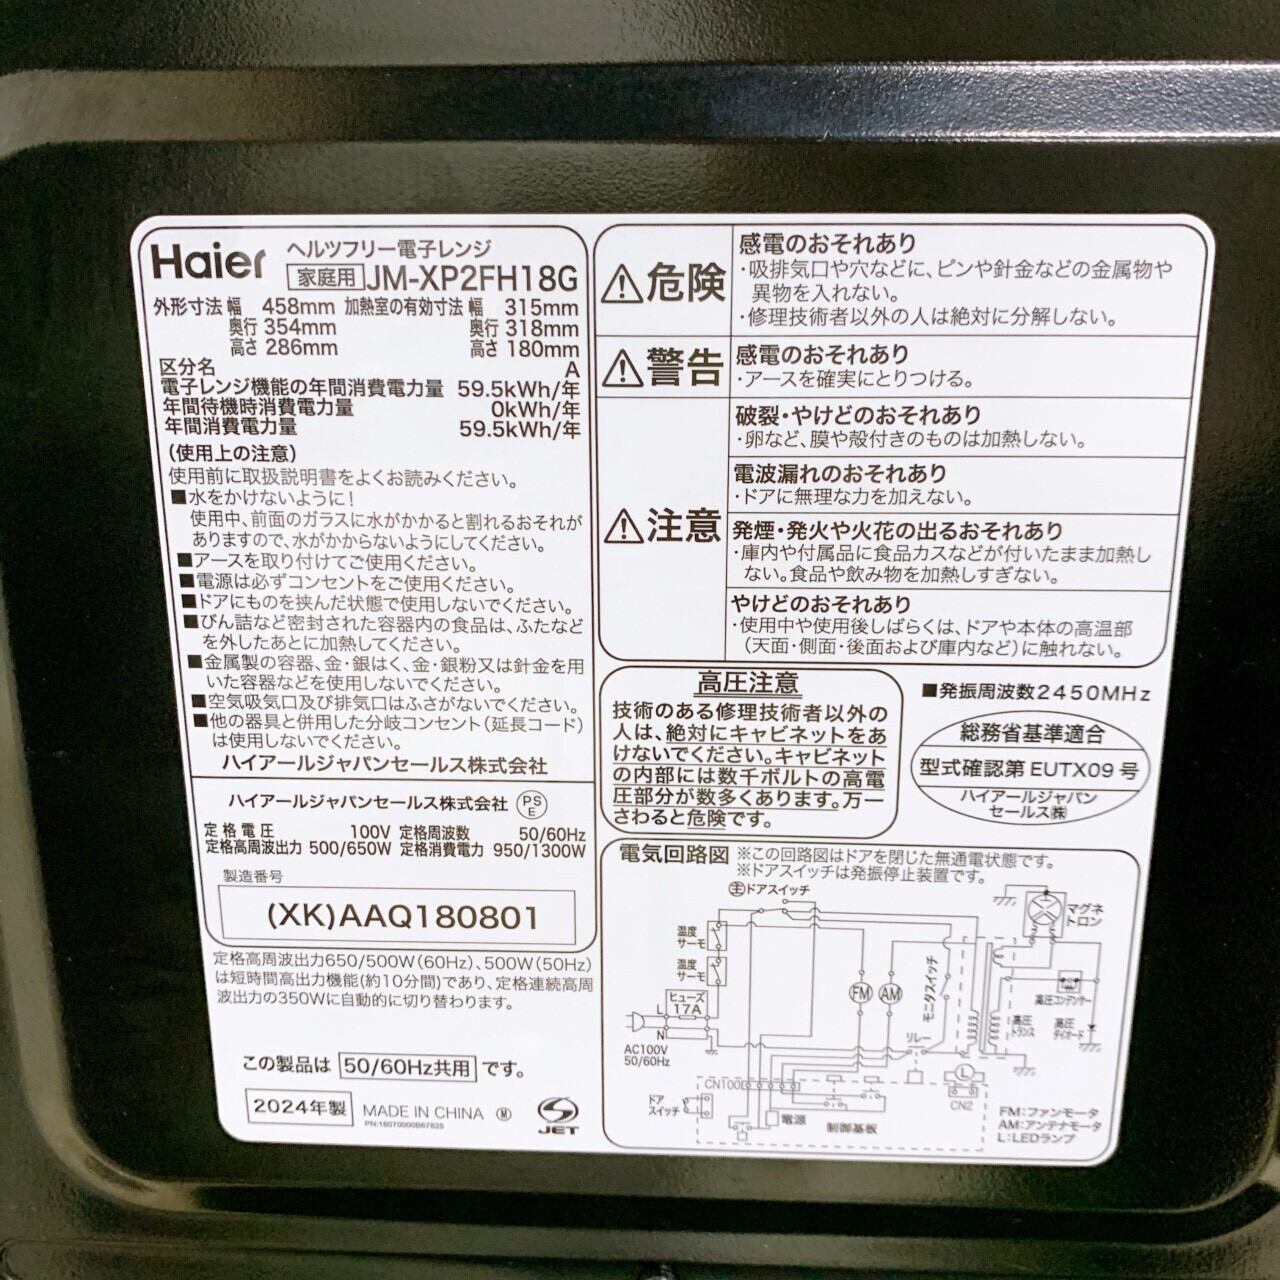 Haier
ヘルツフリー電子レンジ
家庭用 JM-XP2FH18G
外形寸法 幅 458mm 加熱室の有効寸法 幅 315mm
奥行 354mm 奥行 318mm
高さ 286mm 高さ 180mm
区分名 A
電子レンジ機能の年間消費電力量 59.5kWh/年
年間待機時消費電力量 0kWh/年
年間消費電力量 59.5kWh/年
(使用上の注意)
使用前に取扱説明書をよくお読みください。
■水をかけないように!
使用中、前面のガラスに水がかかると割れるおそれが
ありますので、水がかからないようにしてください。
■アースを取り付けてご使用ください。
■電源は必ずコンセントをご使用ください。
■ドアにものを挟んだ状態で使用しないでください。
■びん詰など密封された容器内の食品は、ふたなど
を外したあとに加熱してください。
■金属製の容器、金・銀はく、金・銀粉又は針金を用
いた容器などを使用しないでください。
■空気吸気口及び排気口はふさがないでください。
■他の器具と併用した分岐コンセント(延長コード)
は使用しないでください。
ハイアールジャパンセールス株式会社
ハイアールジャパンセールス株式会社 PSE
定格電圧 100V 定格周波数 50/60Hz
定格高周波出力 500/650W 定格消費電力 950/1300W
製造番号
(XK)AAQ180801
定格高周波出力650/500W(60Hz)、500W(50Hz)
は短時間高出力機能(約10分間)であり、定格連続高周
波出力の350Wに自動的に切り替わります。
この製品は 50/60Hz共用 です。
2024年製 MADE IN CHINA Ⓜ JET
PN:16070000B67825
⚠危険
感電のおそれあり
・吸排気口や穴などに、ピンや針金などの金属物や
異物を入れない。
・修理技術者以外の人は絶対に分解しない。
⚠警告
感電のおそれあり
・アースを確実にとりつける。
⚠注意
破裂・やけどのおそれあり
・卵など、膜や殻付きのものは加熱しない。
電波漏れのおそれあり
・ドアに無理な力を加えない。
発煙・発火や火花の出るおそれあり
・庫内や付属品に食品カスなどが付いたまま加熱し
ない。食品や飲み物を加熱しすぎない。
やけどのおそれあり
・使用中や使用後しばらくは、ドアや本体の高温部
(天面・側面・後面および庫内など)に触れない。
高圧注意
技術のある修理技術者以外の
人は、絶対にキャビネットをあ
けないでください。キャビネット
の内部には数千ボルトの高電
圧部分が数多くあります。万一
さわると危険です。
■発振周波数2450MHz
総務省基準適合
型式確認第 EUTX09 号
ハイアールジャパン
セールス㈱
電気回路図 ※この回路図はドアを閉じた無通電状態です。
※ドアスイッチは発振停止装置です。
㊤ドアスイッチ
マグネ
トロン
温度
サーモ
温度
サーモ
ヒューズ
17A
L
N
AC100V
50/60Hz
FM
AM
モニタスイッチ
リレー
高圧コンデンサー
高圧
トランス
高圧
ダイオード
CN100
L
CN2
ドア
スイッチ
電源
制御基板
FM:ファンモータ
AM:アンテナモータ
L:LEDランプ